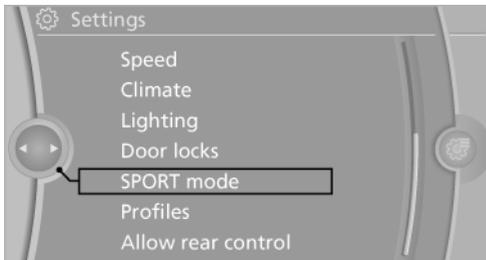 Settings
Speed
Climate
Lighting
Door locks
SPORT mode
Profiles
Allow rear control